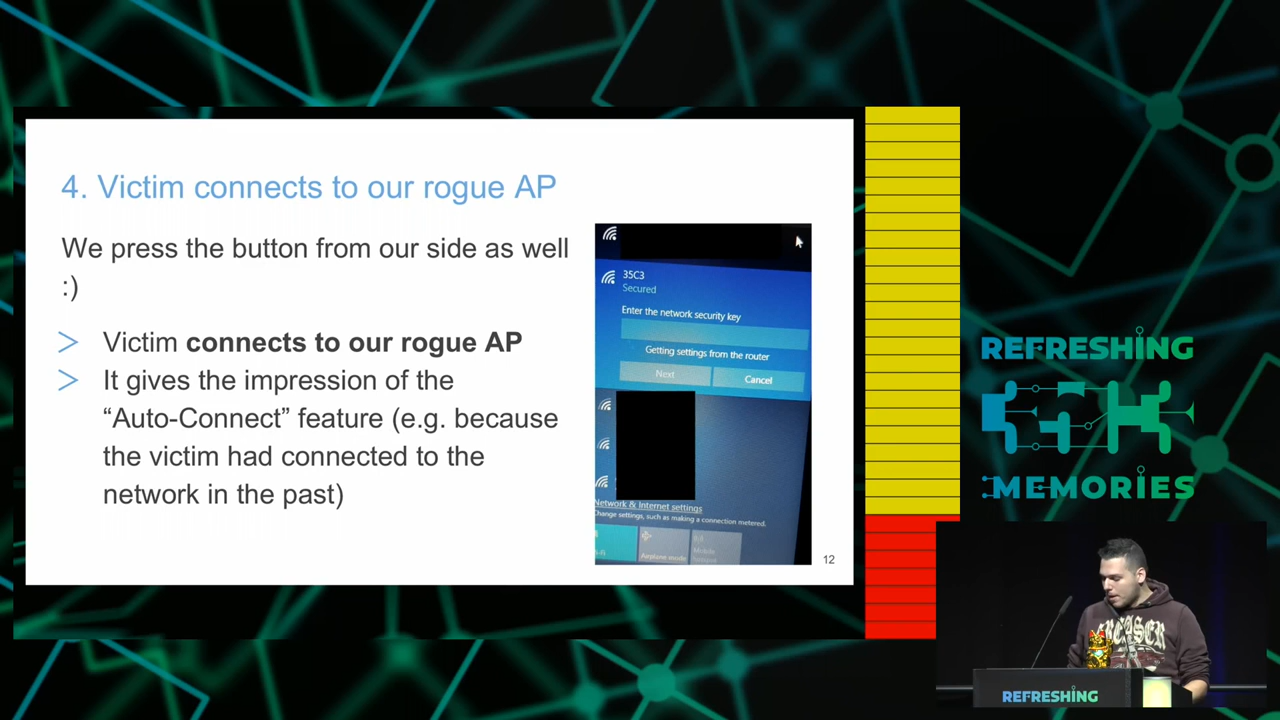 4. Victim connects to our rogue AP
We press the button from our side as well
:)
> Victim connects to our rogue AP
> It gives the impression of the
“Auto-Connect” feature (e.g. because
the victim had connected to the
network in the past)
35C3
Secured
Enter the network security key
Getting settings from the router
Next
Cancel
Network & Internet settings
Change settings, such as making a connection metered.
Airplane mode
Mobile
12
REFRESHING
35C3
MEMORIES
REFRESHING